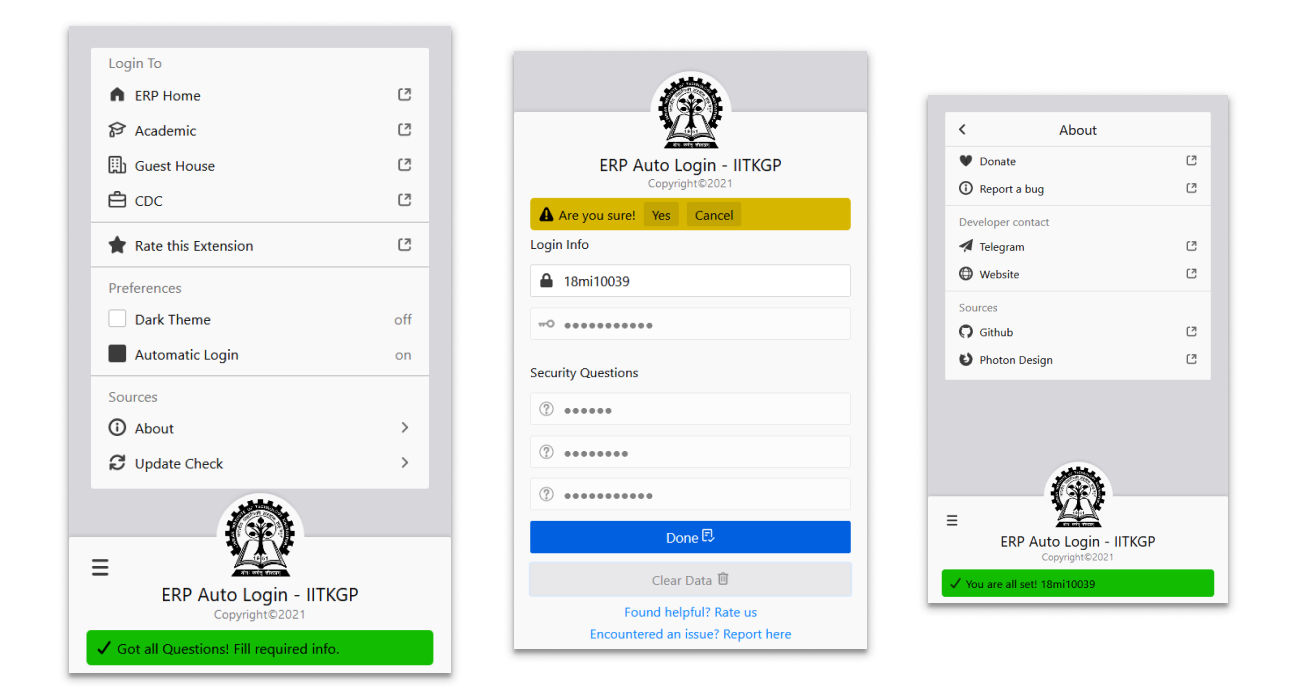 Login To
ERP Home
Academic
Guest House
CDC
Rate this Extension
Preferences
Dark Theme off
Automatic Login on
Sources
About
Update Check
ERP Auto Login - IITKGP
Copyright©2021
Got all Questions! Fill required info.
ERP Auto Login - IITKGP
Copyright©2021
Are you sure! Yes Cancel
Login Info
18mi10039
•••••••••••
Security Questions
••••••
••••••••
•••••••••••
Done
Clear Data
Found helpful? Rate us
Encountered an issue? Report here
About
Donate
Report a bug
Developer contact
Telegram
Website
Sources
Github
Photon Design
ERP Auto Login - IITKGP
Copyright©2021
You are all set! 18mi10039